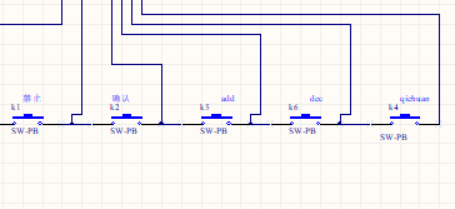 禁止 确认 add dec qichuan
k1 k2 k5 k6 k4
SW-PB SW-PB SW-PB SW-PB SW-PB